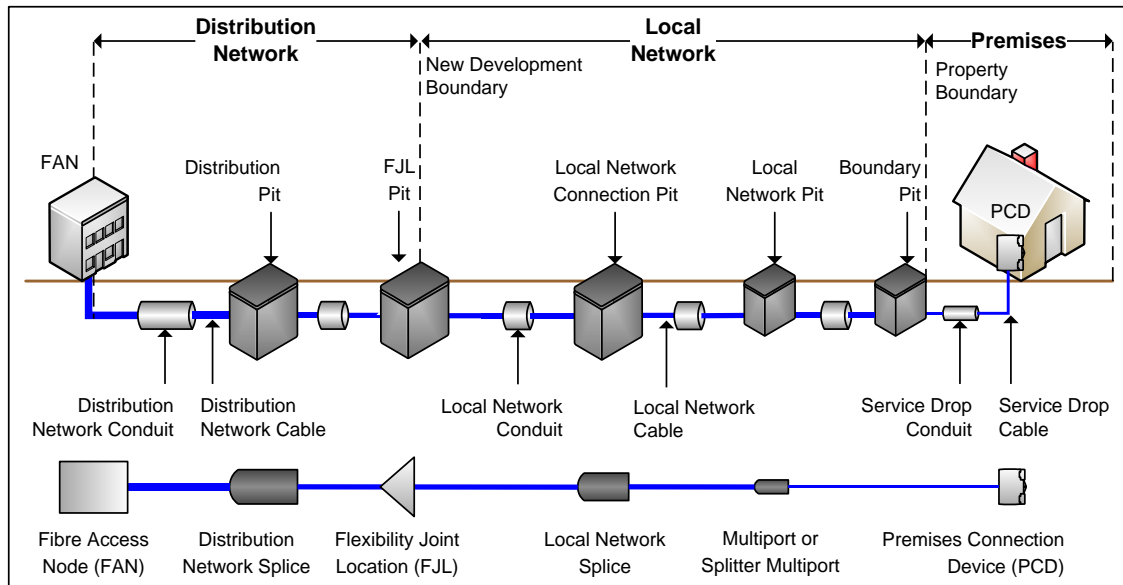 Distribution
Network
Local
Network
Premises
New Development
Boundary
Property
Boundary
FAN
Distribution
Pit
FJL
Pit
Local Network
Connection Pit
Local
Network Pit
Boundary
Pit
PCD
Distribution
Network Conduit
Distribution
Network Cable
Local Network
Conduit
Local Network
Cable
Service Drop
Conduit
Service Drop
Cable
Fibre Access
Node (FAN)
Distribution
Network Splice
Flexibility Joint
Location (FJL)
Local Network
Splice
Multiport or
Splitter Multiport
Premises Connection
Device (PCD)